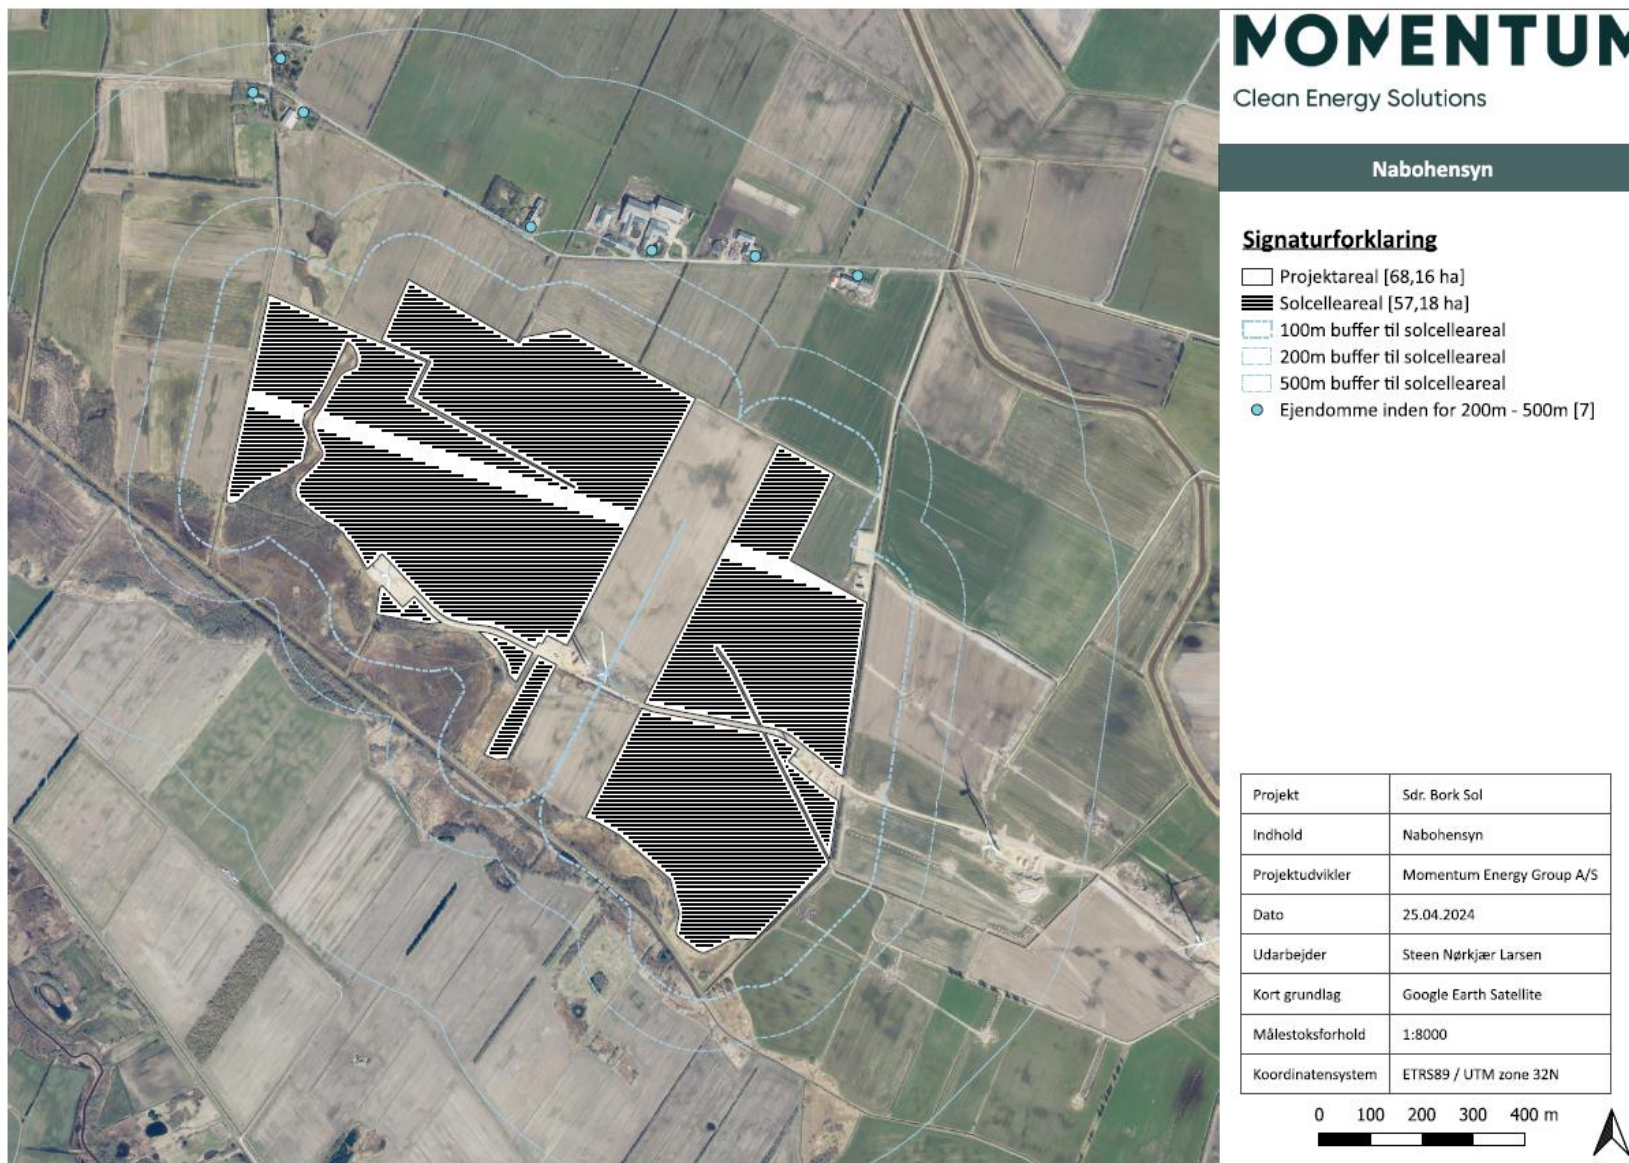 MOMENTUM
Clean Energy Solutions
Nabohensyn
Signaturforklaring
Projektareal [68,16 ha]
Solcelleareal [57,18 ha]
100m buffer til solcelleareal
200m buffer til solcelleareal
500m buffer til solcelleareal
Ejendomme inden for 200m - 500m [7]
Projekt Sdr. Bork Sol
Indhold Nabohensyn
Projektudvikler Momentum Energy Group A/S
Dato 25.04.2024
Udarbejder Steen Nørkjær Larsen
Kort grundlag Google Earth Satellite
Målestoksforhold 1:8000
Koordinatensystem ETRS89 / UTM zone 32N
0 100 200 300 400 m